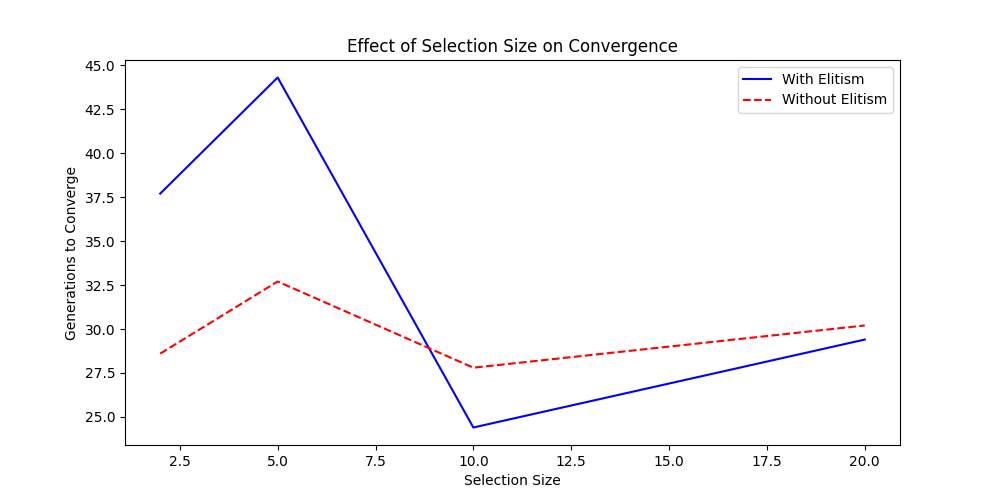 Effect of Selection Size on Convergence
45.0
42.5
40.0
37.5
35.0
32.5
30.0
27.5
25.0
Generations to Converge
With Elitism
Without Elitism
2.5 5.0 7.5 10.0 12.5 15.0 17.5 20.0
Selection Size